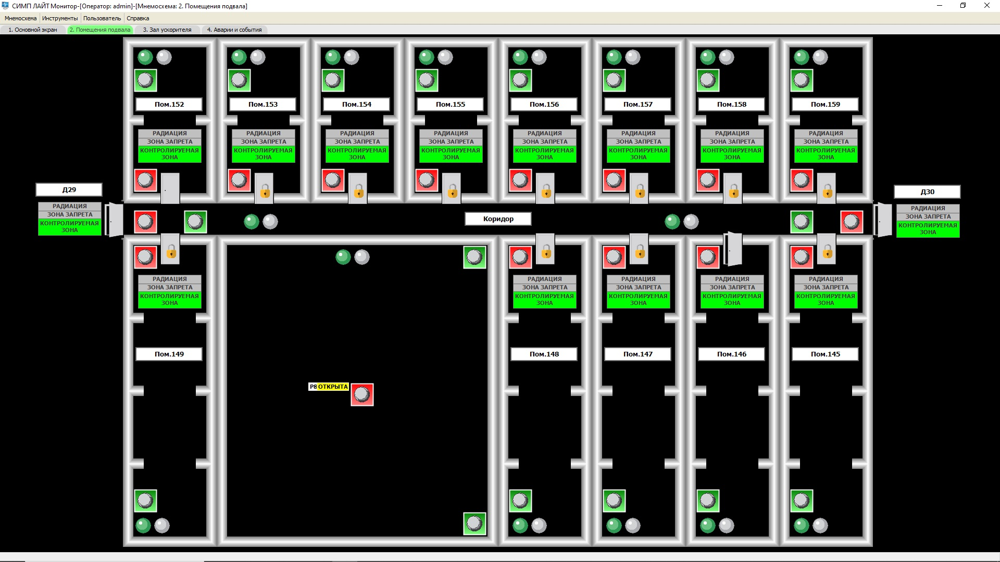 СИМП ЛАЙТ Монитор-[Оператор: admin]-[Мнемосхема: 2. Помещения подвала]
Мнемосхема Инструменты Пользователь Справка
1. Основной экран 2. Помещения подвала 3. Зал ускорителя 4. Аварии и события
Пом.152 Пом.153 Пом.154 Пом.155 Пом.156 Пом.157 Пом.158 Пом.159
РАДИАЦИЯ РАДИАЦИЯ РАДИАЦИЯ РАДИАЦИЯ РАДИАЦИЯ РАДИАЦИЯ РАДИАЦИЯ РАДИАЦИЯ
ЗОНА ЗАПРЕТА ЗОНА ЗАПРЕТА ЗОНА ЗАПРЕТА ЗОНА ЗАПРЕТА ЗОНА ЗАПРЕТА ЗОНА ЗАПРЕТА ЗОНА ЗАПРЕТА ЗОНА ЗАПРЕТА
КОНТРОЛИРУЕМАЯ КОНТРОЛИРУЕМАЯ КОНТРОЛИРУЕМАЯ КОНТРОЛИРУЕМАЯ КОНТРОЛИРУЕМАЯ КОНТРОЛИРУЕМАЯ КОНТРОЛИРУЕМАЯ КОНТРОЛИРУЕМАЯ
ЗОНА ЗОНА ЗОНА ЗОНА ЗОНА ЗОНА ЗОНА ЗОНА
Д29
РАДИАЦИЯ
ЗОНА ЗАПРЕТА
КОНТРОЛИРУЕМАЯ
ЗОНА
Коридор
Д30
РАДИАЦИЯ
ЗОНА ЗАПРЕТА
КОНТРОЛИРУЕМАЯ
ЗОНА
РАДИАЦИЯ РАДИАЦИЯ РАДИАЦИЯ РАДИАЦИЯ РАДИАЦИЯ
ЗОНА ЗАПРЕТА ЗОНА ЗАПРЕТА ЗОНА ЗАПРЕТА ЗОНА ЗАПРЕТА ЗОНА ЗАПРЕТА
КОНТРОЛИРУЕМАЯ КОНТРОЛИРУЕМАЯ КОНТРОЛИРУЕМАЯ КОНТРОЛИРУЕМАЯ КОНТРОЛИРУЕМАЯ
ЗОНА ЗОНА ЗОНА ЗОНА ЗОНА
Пом.149 Пом.148 Пом.147 Пом.146 Пом.145
Р8 ОТКРЫТА